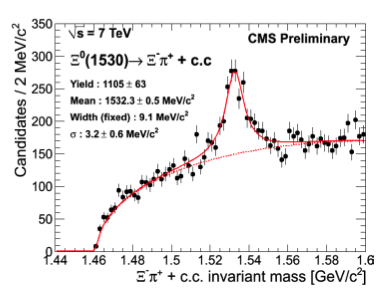 √s = 7 TeV
CMS Preliminary
Ξ⁰(1530)→ Ξ⁻π⁺ + c.c
Yield : 1105 ± 63
Mean : 1532.3 ± 0.5 MeV/c²
Width (fixed) : 9.1 MeV/c²
σ : 3.2 ± 0.6 MeV/c²
Candidates / 2 MeV/c²
350
300
250
200
150
100
50
0
1.44 1.46 1.48 1.5 1.52 1.54 1.56 1.58 1.6
Ξ⁻π⁺ + c.c. invariant mass [GeV/c²]